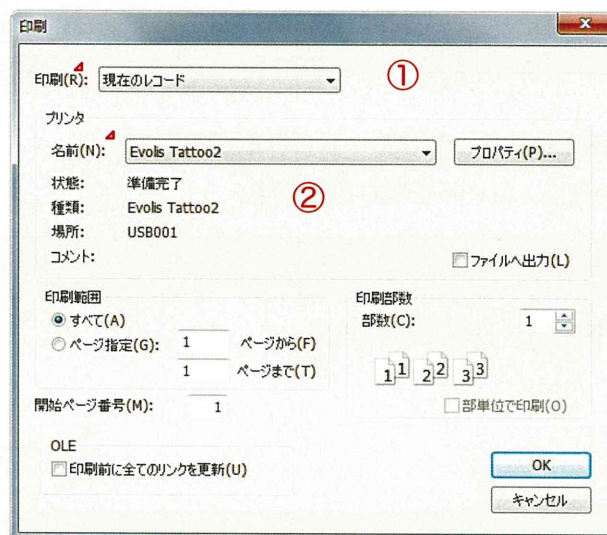 印刷
印刷(R): 現在のレコード ①
プリンタ
名前(N): Evolis Tattoo2 プロパティ(P)...
状態: 準備完了 ②
種類: Evolis Tattoo2
場所: USB001
コメント: ファイルへ出力(L)
印刷範囲 印刷部数
すべて(A) 部数(C): 1
ページ指定(G): 1 ページから(F)
1 ページまで(T)
1 1 2 2 3 3
開始ページ番号(M): 1 部単位で印刷(O)
OLE
印刷前に全てのリンクを更新(U)
OK
キャンセル